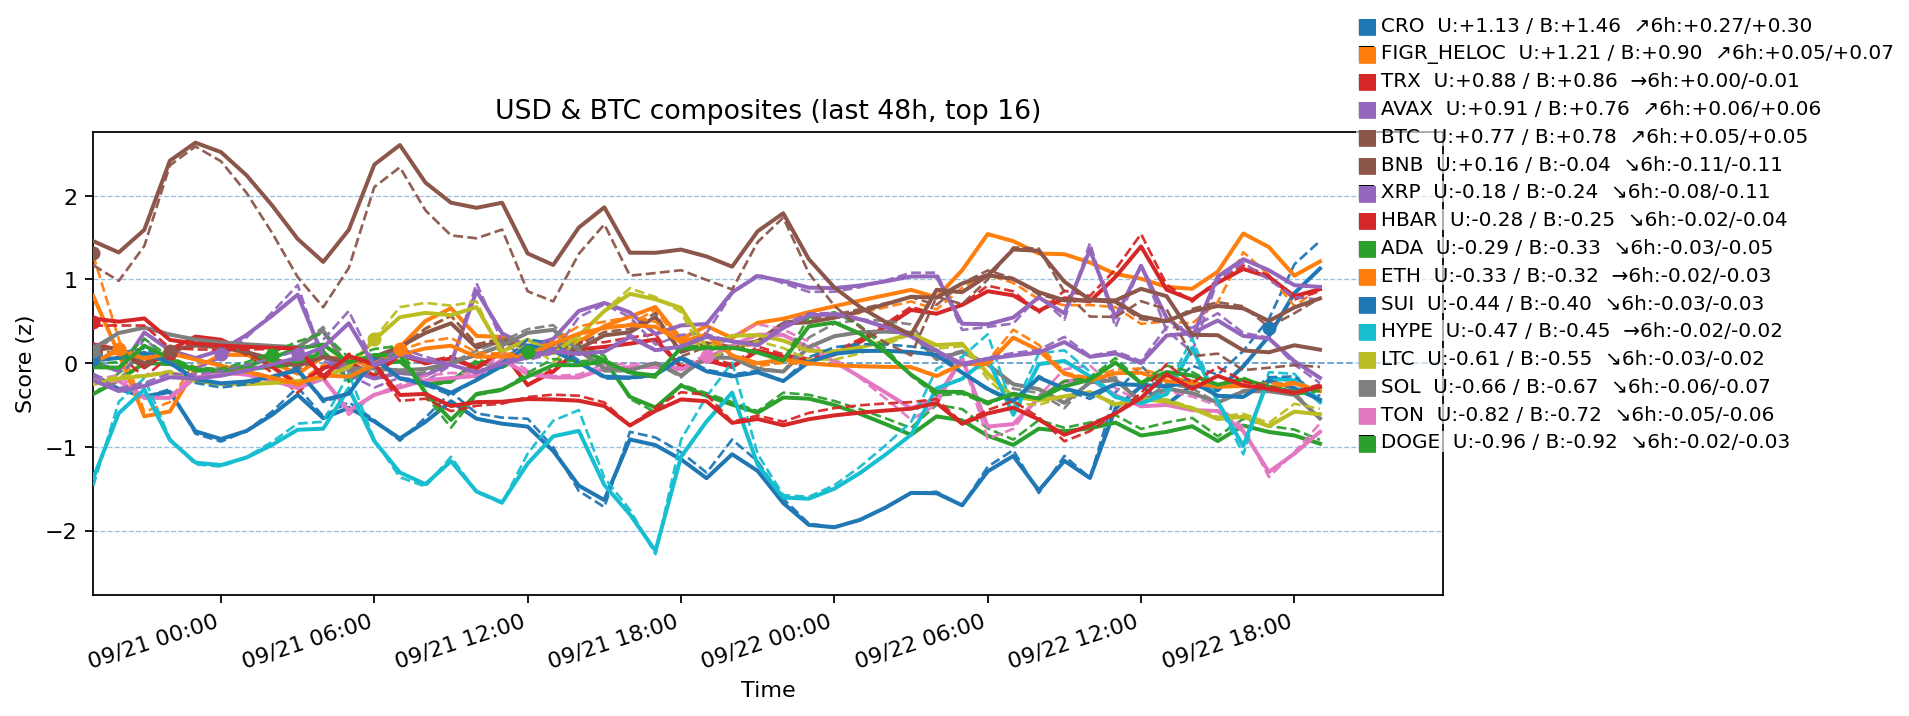 CRO U:+1.13 / B:+1.46 ↗6h:+0.27/+0.30
FIGR_HELOC U:+1.21 / B:+0.90 ↗6h:+0.05/+0.07
TRX U:+0.88 / B:+0.86 →6h:+0.00/-0.01
AVAX U:+0.91 / B:+0.76 ↗6h:+0.06/+0.06
BTC U:+0.77 / B:+0.78 ↗6h:+0.05/+0.05
BNB U:+0.16 / B:-0.04 ↘6h:-0.11/-0.11
XRP U:-0.18 / B:-0.24 ↘6h:-0.08/-0.11
HBAR U:-0.28 / B:-0.25 ↘6h:-0.02/-0.04
ADA U:-0.29 / B:-0.33 ↘6h:-0.03/-0.05
ETH U:-0.33 / B:-0.32 →6h:-0.02/-0.03
SUI U:-0.44 / B:-0.40 ↘6h:-0.03/-0.03
HYPE U:-0.47 / B:-0.45 →6h:-0.02/-0.02
LTC U:-0.61 / B:-0.55 ↘6h:-0.03/-0.02
SOL U:-0.66 / B:-0.67 ↘6h:-0.06/-0.07
TON U:-0.82 / B:-0.72 ↘6h:-0.05/-0.06
DOGE U:-0.96 / B:-0.92 ↘6h:-0.02/-0.03
USD & BTC composites (last 48h, top 16)
Score (z)
2
1
0
−1
−2
09/21 00:00
09/21 06:00
09/21 12:00
09/21 18:00
09/22 00:00
09/22 06:00
09/22 12:00
09/22 18:00
Time